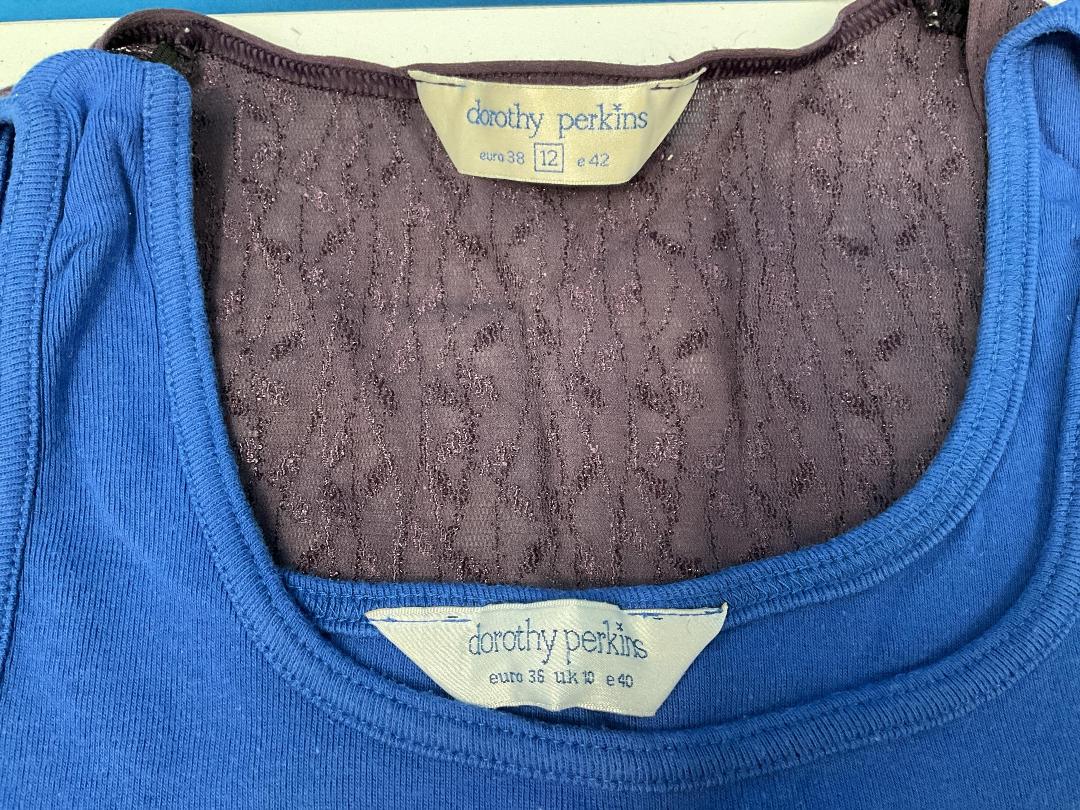 dorothy perkins
euro 38 12 e 42
dorothy perkins
euro 36 uk 10 e 40